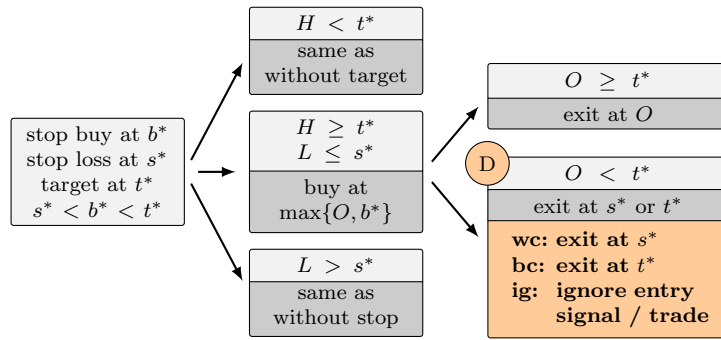 stop buy at b*
stop loss at s*
target at t*
s* < b* < t*
H < t*
same as
without target
H ≥ t*
L ≤ s*
buy at
max{O, b*}
L > s*
same as
without stop
O ≥ t*
exit at O
D
O < t*
exit at s* or t*
wc: exit at s*
bc: exit at t*
ig: ignore entry
signal / trade